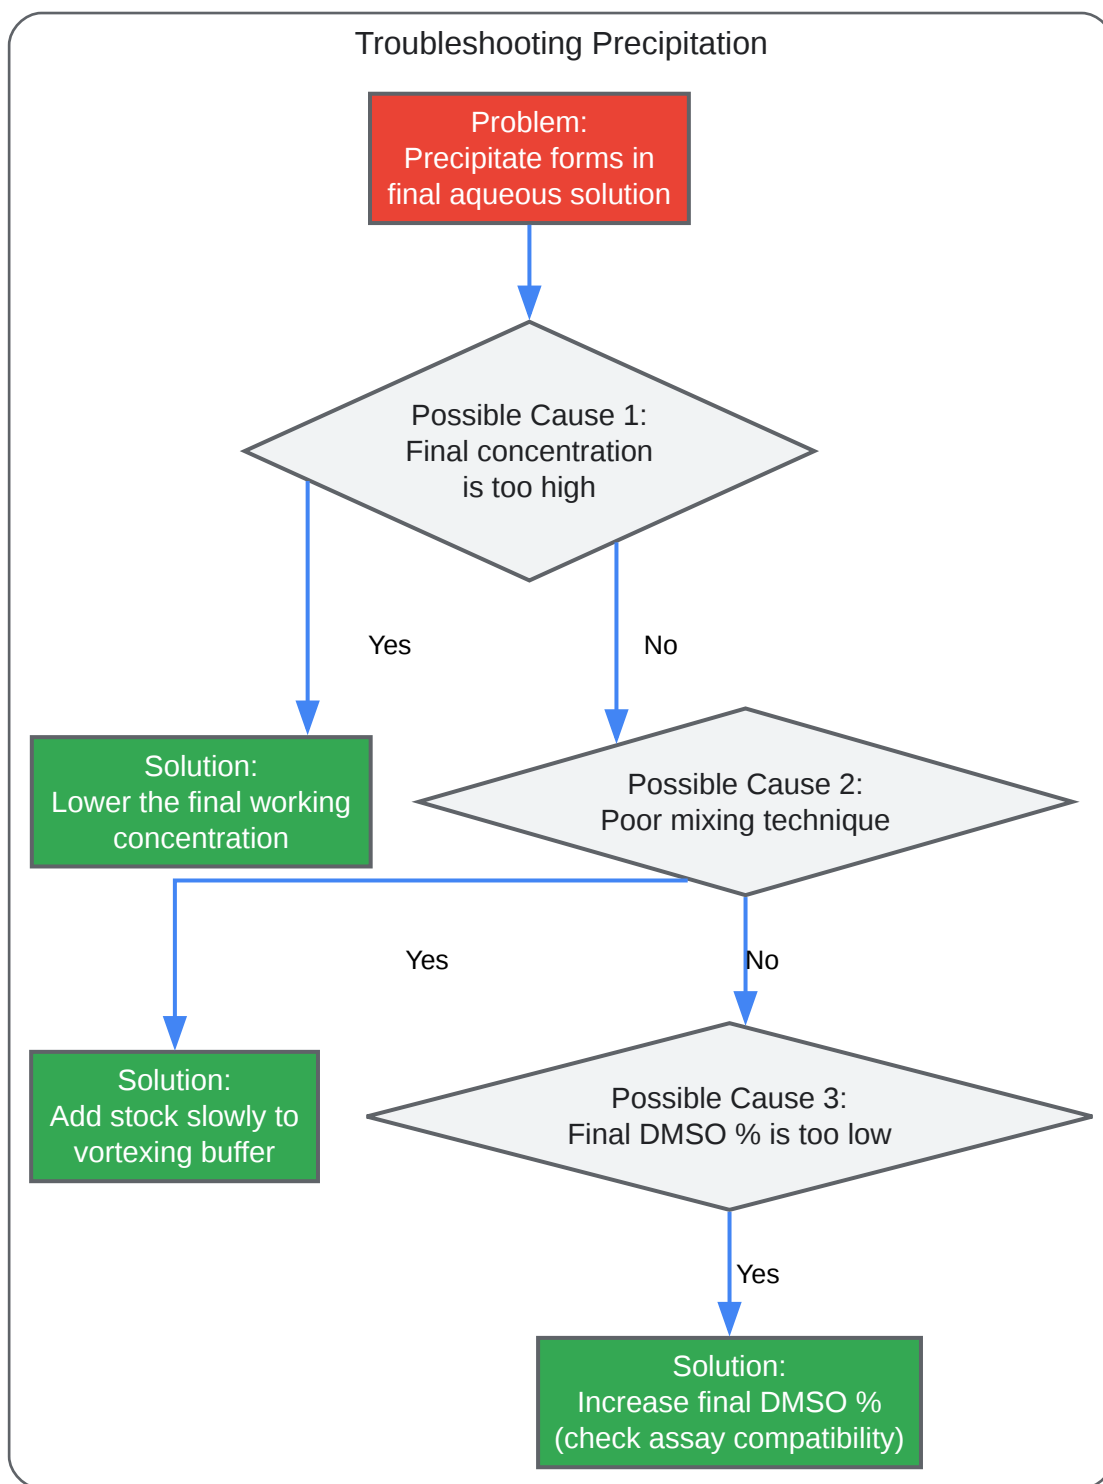 Troubleshooting Precipitation
Problem:
Precipitate forms in
final aqueous solution
Possible Cause 1:
Final concentration
is too high
Yes
No
Solution:
Lower the final working
concentration
Possible Cause 2:
Poor mixing technique
Yes
No
Solution:
Add stock slowly to
vortexing buffer
Possible Cause 3:
Final DMSO % is too low
Yes
Solution:
Increase final DMSO %
(check assay compatibility)